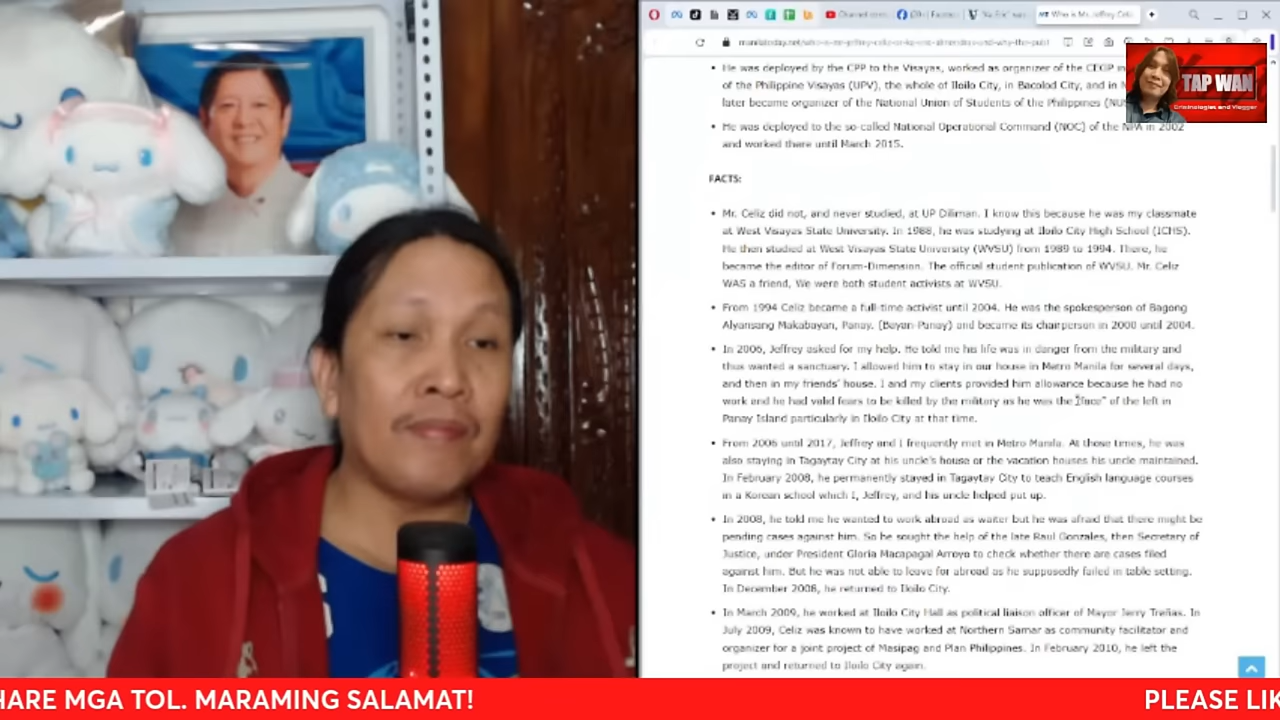 Channel
manilatoday.net/who-is-mr-jeffrey-celiz-or-ka-eric-almendras-and-why-the-publ
TAP WAN
Criminologist and Vlogger
He was deployed by the CPP to the Visayas, worked as organizer of the CEGP in
of the Philippine Visayas (UPV), the whole of Iloilo City, in Bacolod City, and in
later became organizer of the National Union of Students of the Philippines
He was deployed to the so-called National Operational Command (NOC) of the NPA in 2002
and worked there until March 2015.
FACTS:
Mr. Celiz did not, and never studied, at UP Diliman. I know this because he was my classmate
at West Visayas State University. In 1988, he was studying at Iloilo City High School (ICHS).
He then studied at West Visayas State University (WVSU) from 1989 to 1994. There, he
became the editor of Forum-Dimension. The official student publication of WVSU. Mr. Celiz
WAS a friend, We were both student activists at WVSU.
From 1994 Celiz became a full-time activist until 2004. He was the spokesperson of Bagong
Alyansang Makabayan, Panay. (Bayan-Panay) and became its chairperson in 2000 until 2004.
In 2006, Jeffrey asked for my help. He told me his life was in danger from the military and
thus wanted a sanctuary. I allowed him to stay in our house in Metro Manila for several days,
and then in my friends' house. I and my clients provided him allowance because he had no
work and he had valid fears to be killed by the military as he was the "face" of the left in
Panay Island particularly in Iloilo City at that time.
From 2006 until 2017, Jeffrey and I frequently met in Metro Manila. At those times, he was
also staying in Tagaytay City at his uncle's house or the vacation houses his uncle maintained.
In February 2008, he permanently stayed in Tagaytay City to teach English language courses
in a Korean school which I, Jeffrey, and his uncle helped put up.
In 2008, he told me he wanted to work abroad as waiter but he was afraid that there might be
pending cases against him. So he sought the help of the late Raul Gonzales, then Secretary of
Justice, under President Gloria Macapagal Arroyo to check whether there are cases filed
against him. But he was not able to leave for abroad as he supposedly failed in table setting.
In December 2008, he returned to Iloilo City.
In March 2009, he worked at Iloilo City Hall as political liaison officer of Mayor Jerry Treñas. In
July 2009, Celiz was known to have worked at Northern Samar as community facilitator and
organizer for a joint project of Masipag and Plan Philippines. In February 2010, he left the
project and returned to Iloilo City again.
HARE MGA TOL. MARAMING SALAMAT!
PLEASE LIK